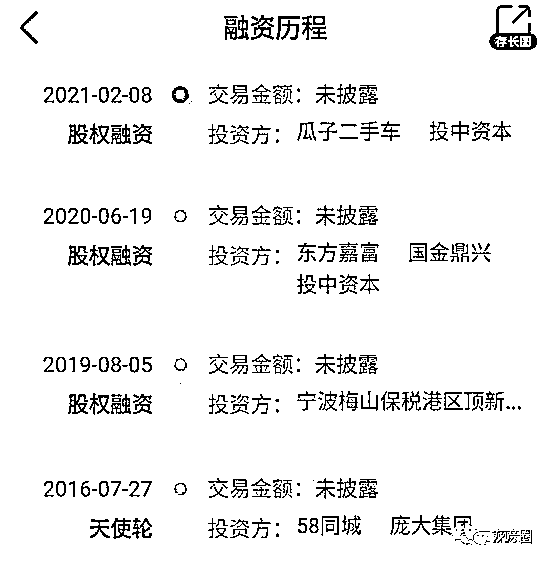 融资历程
存长图
2021-02-08 交易金额：未披露
股权融资 投资方：瓜子二手车 投中资本
2020-06-19 交易金额：未披露
股权融资 投资方：东方嘉富 国金鼎兴
投中资本
2019-08-05 交易金额：未披露
股权融资 投资方：宁波梅山保税港区顶新...
2016-07-27 交易金额：未披露
天使轮 投资方：58同城 庞大集团